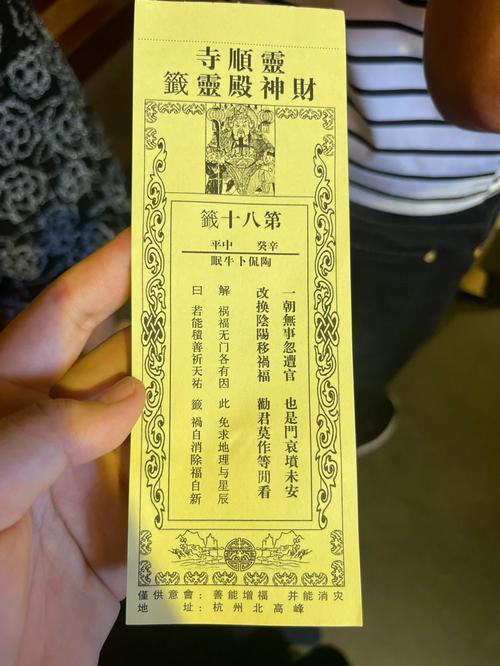 靈順寺
財神殿靈籤
第八十籤
辛癸 中平
陶侃卜牛眠
一朝無事忽遭官 也是門哀墳未安
改換陰陽移禍福 勸君莫作等閒看
解 祸福无门各有因 此 免求地理与星辰
曰 若能積善祈天祐 籤 禍自消除福自新
僅供意會：善能增福 并能消灾
地 址：杭州北高峰